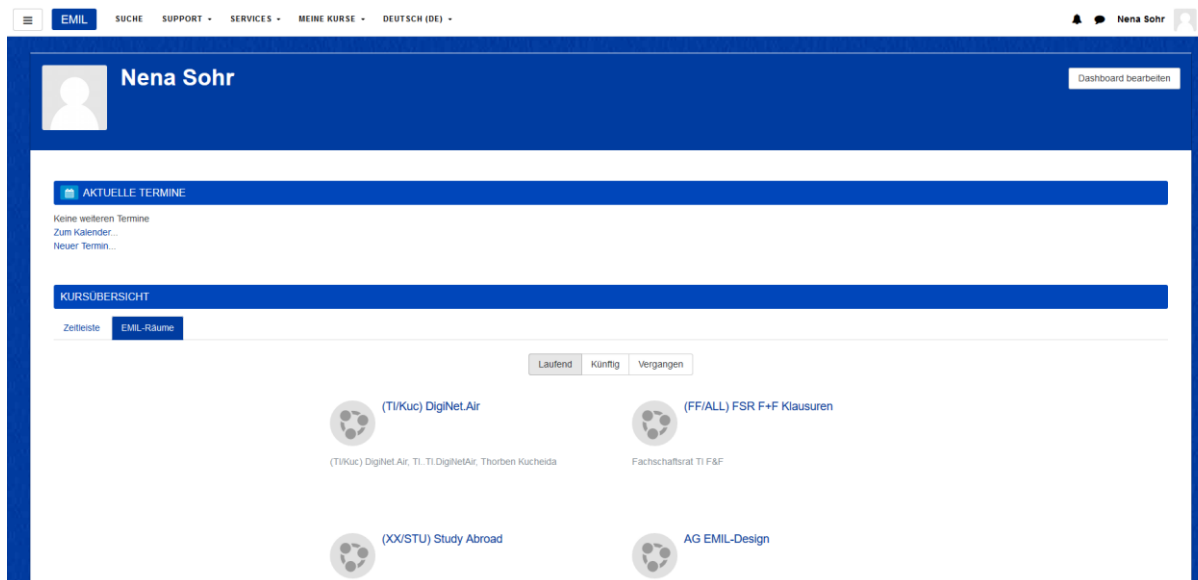 EMIL SUCHE SUPPORT SERVICES MEINE KURSE DEUTSCH (DE) Nena Sohr
Nena Sohr
Dashboard bearbeiten
AKTUELLE TERMINE
Keine weiteren Termine
Zum Kalender...
Neuer Termin...
KURSÜBERSICHT
Zeitleiste EMIL-Räume
Laufend Künftig Vergangen
(TI/Kuc) DigiNet.Air
(TI/Kuc) DigiNet.Air, TI..TI.DigiNetAir, Thorben Kucheida
(FF/ALL) FSR F+F Klausuren
Fachschaftsrat TI F&F
(XX/STU) Study Abroad
AG EMIL-Design